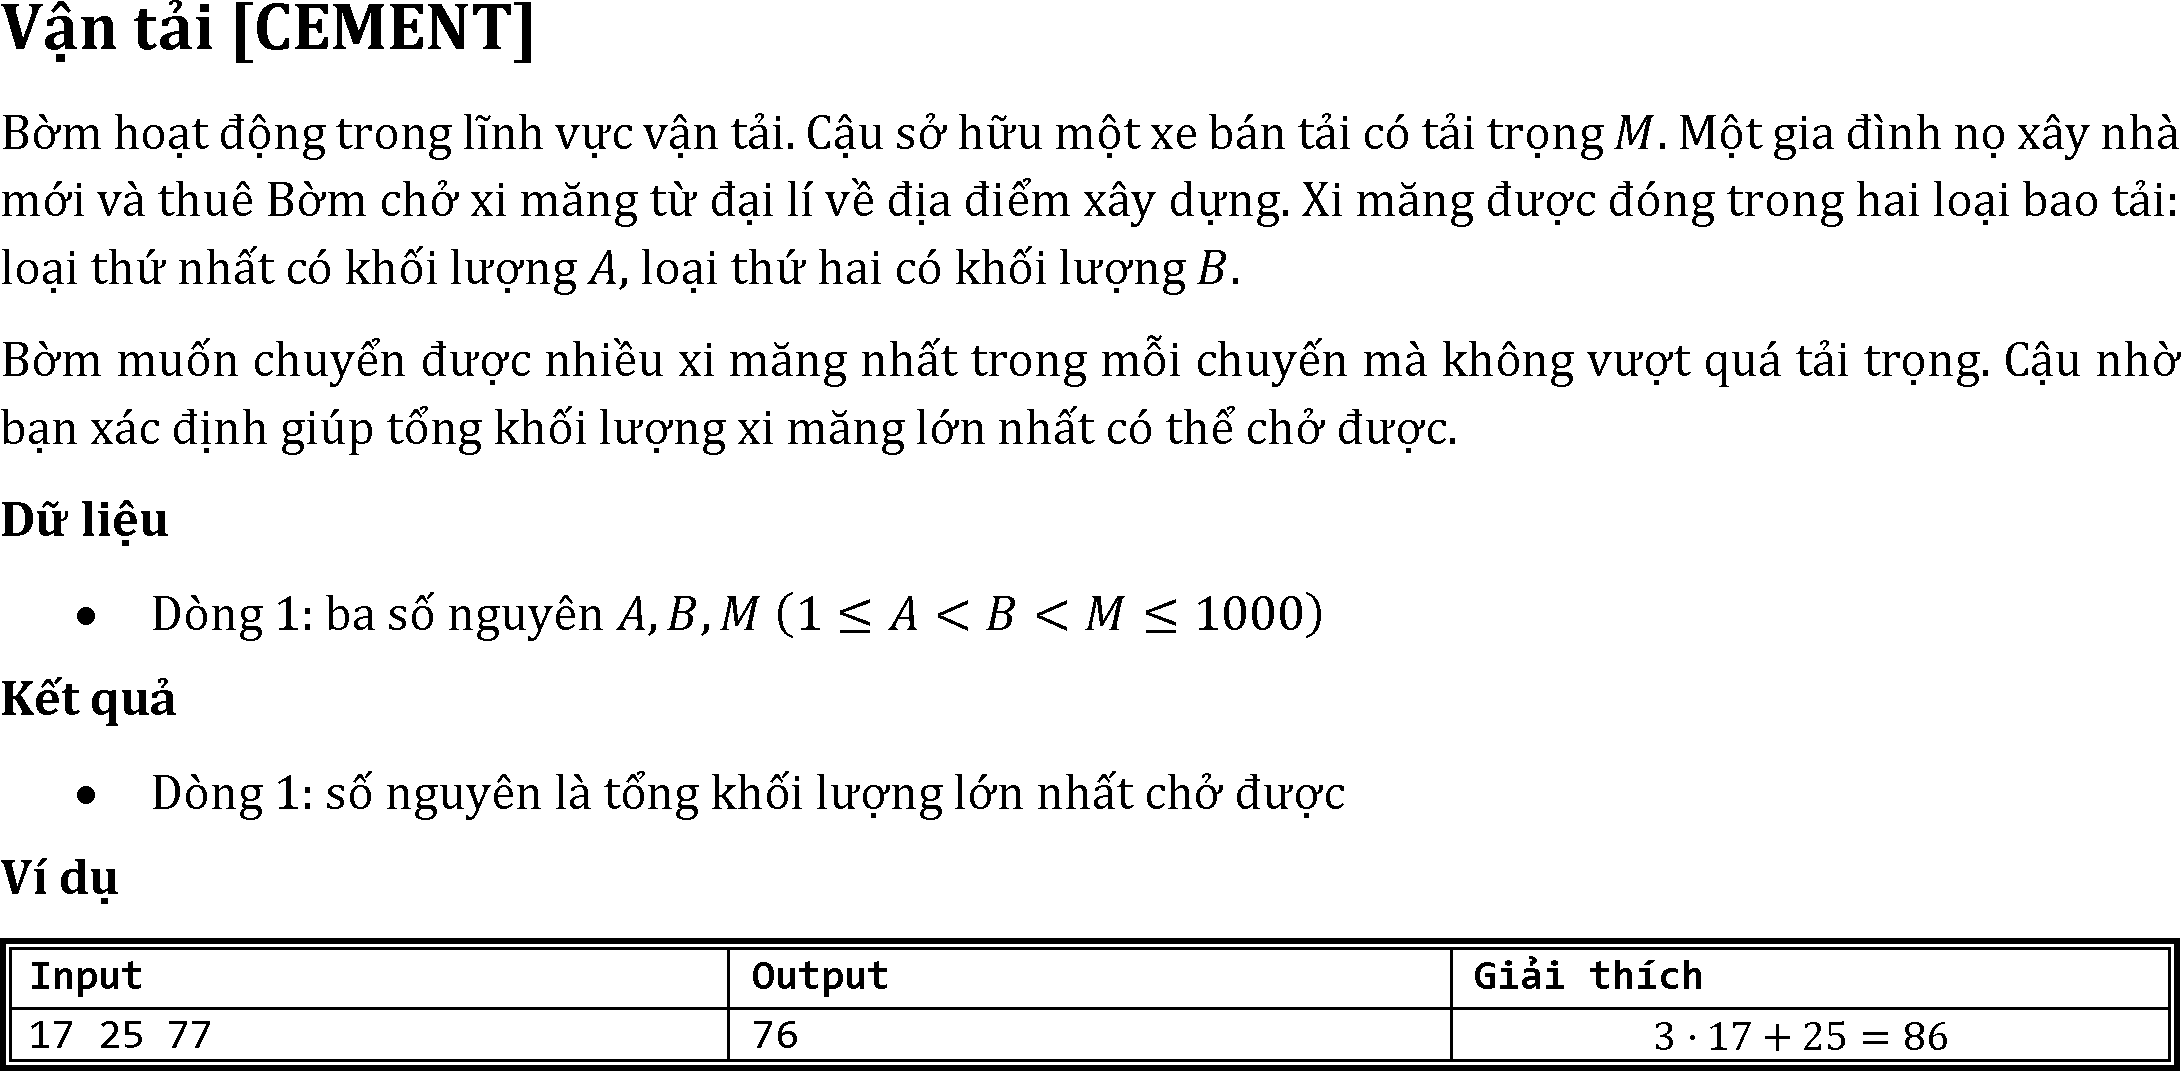 Vận tải [CEMENT]
Bờm hoạt động trong lĩnh vực vận tải. Cậu sở hữu một xe bán tải có tải trọng M. Một gia đình nọ xây nhà
mới và thuê Bờm chở xi măng từ đại lí về địa điểm xây dựng. Xi măng được đóng trong hai loại bao tải:
loại thứ nhất có khối lượng A, loại thứ hai có khối lượng B.
Bờm muốn chuyển được nhiều xi măng nhất trong mỗi chuyến mà không vượt quá tải trọng. Cậu nhờ
bạn xác định giúp tổng khối lượng xi măng lớn nhất có thể chở được.
Dữ liệu
• Dòng 1: ba số nguyên A, B, M (1 ≤ A < B < M ≤ 1000)
Kết quả
• Dòng 1: số nguyên là tổng khối lượng lớn nhất chở được
Ví dụ
Input Output Giải thích
17 25 77 76 3 · 17 + 25 = 86